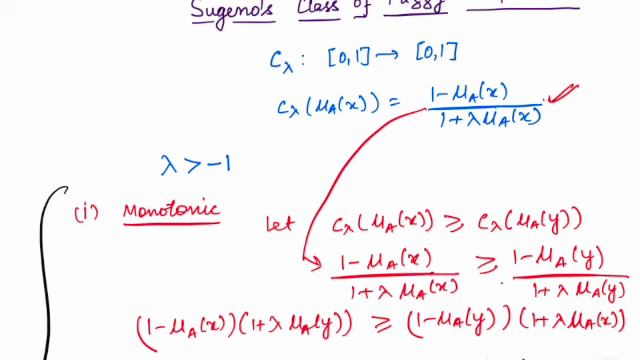 Sugeno's Class of Fuzzy
Cλ : [0,1] → [0,1]
Cλ(μA(x)) = (1-μA(x))/(1+λμA(x))
λ > -1
(i) Monotonic
Let Cλ(μA(x)) ≥ Cλ(μA(y))
(1-μA(x))/(1+λμA(x)) ≥ (1-μA(y))/(1+λμA(y))
(1-μA(x))(1+λμA(y)) ≥ (1-μA(y))(1+λμA(x))